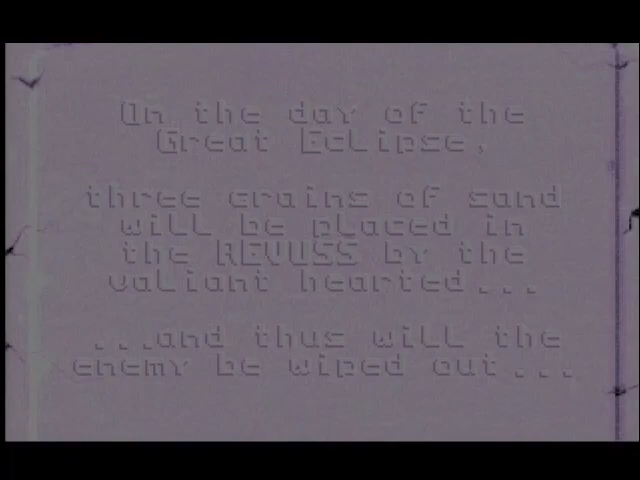 On the day of the
Great Eclipse,
three grains of sand
will be placed in
the REVUSS by the
valiant hearted...
...and thus will the
enemy be wiped out...